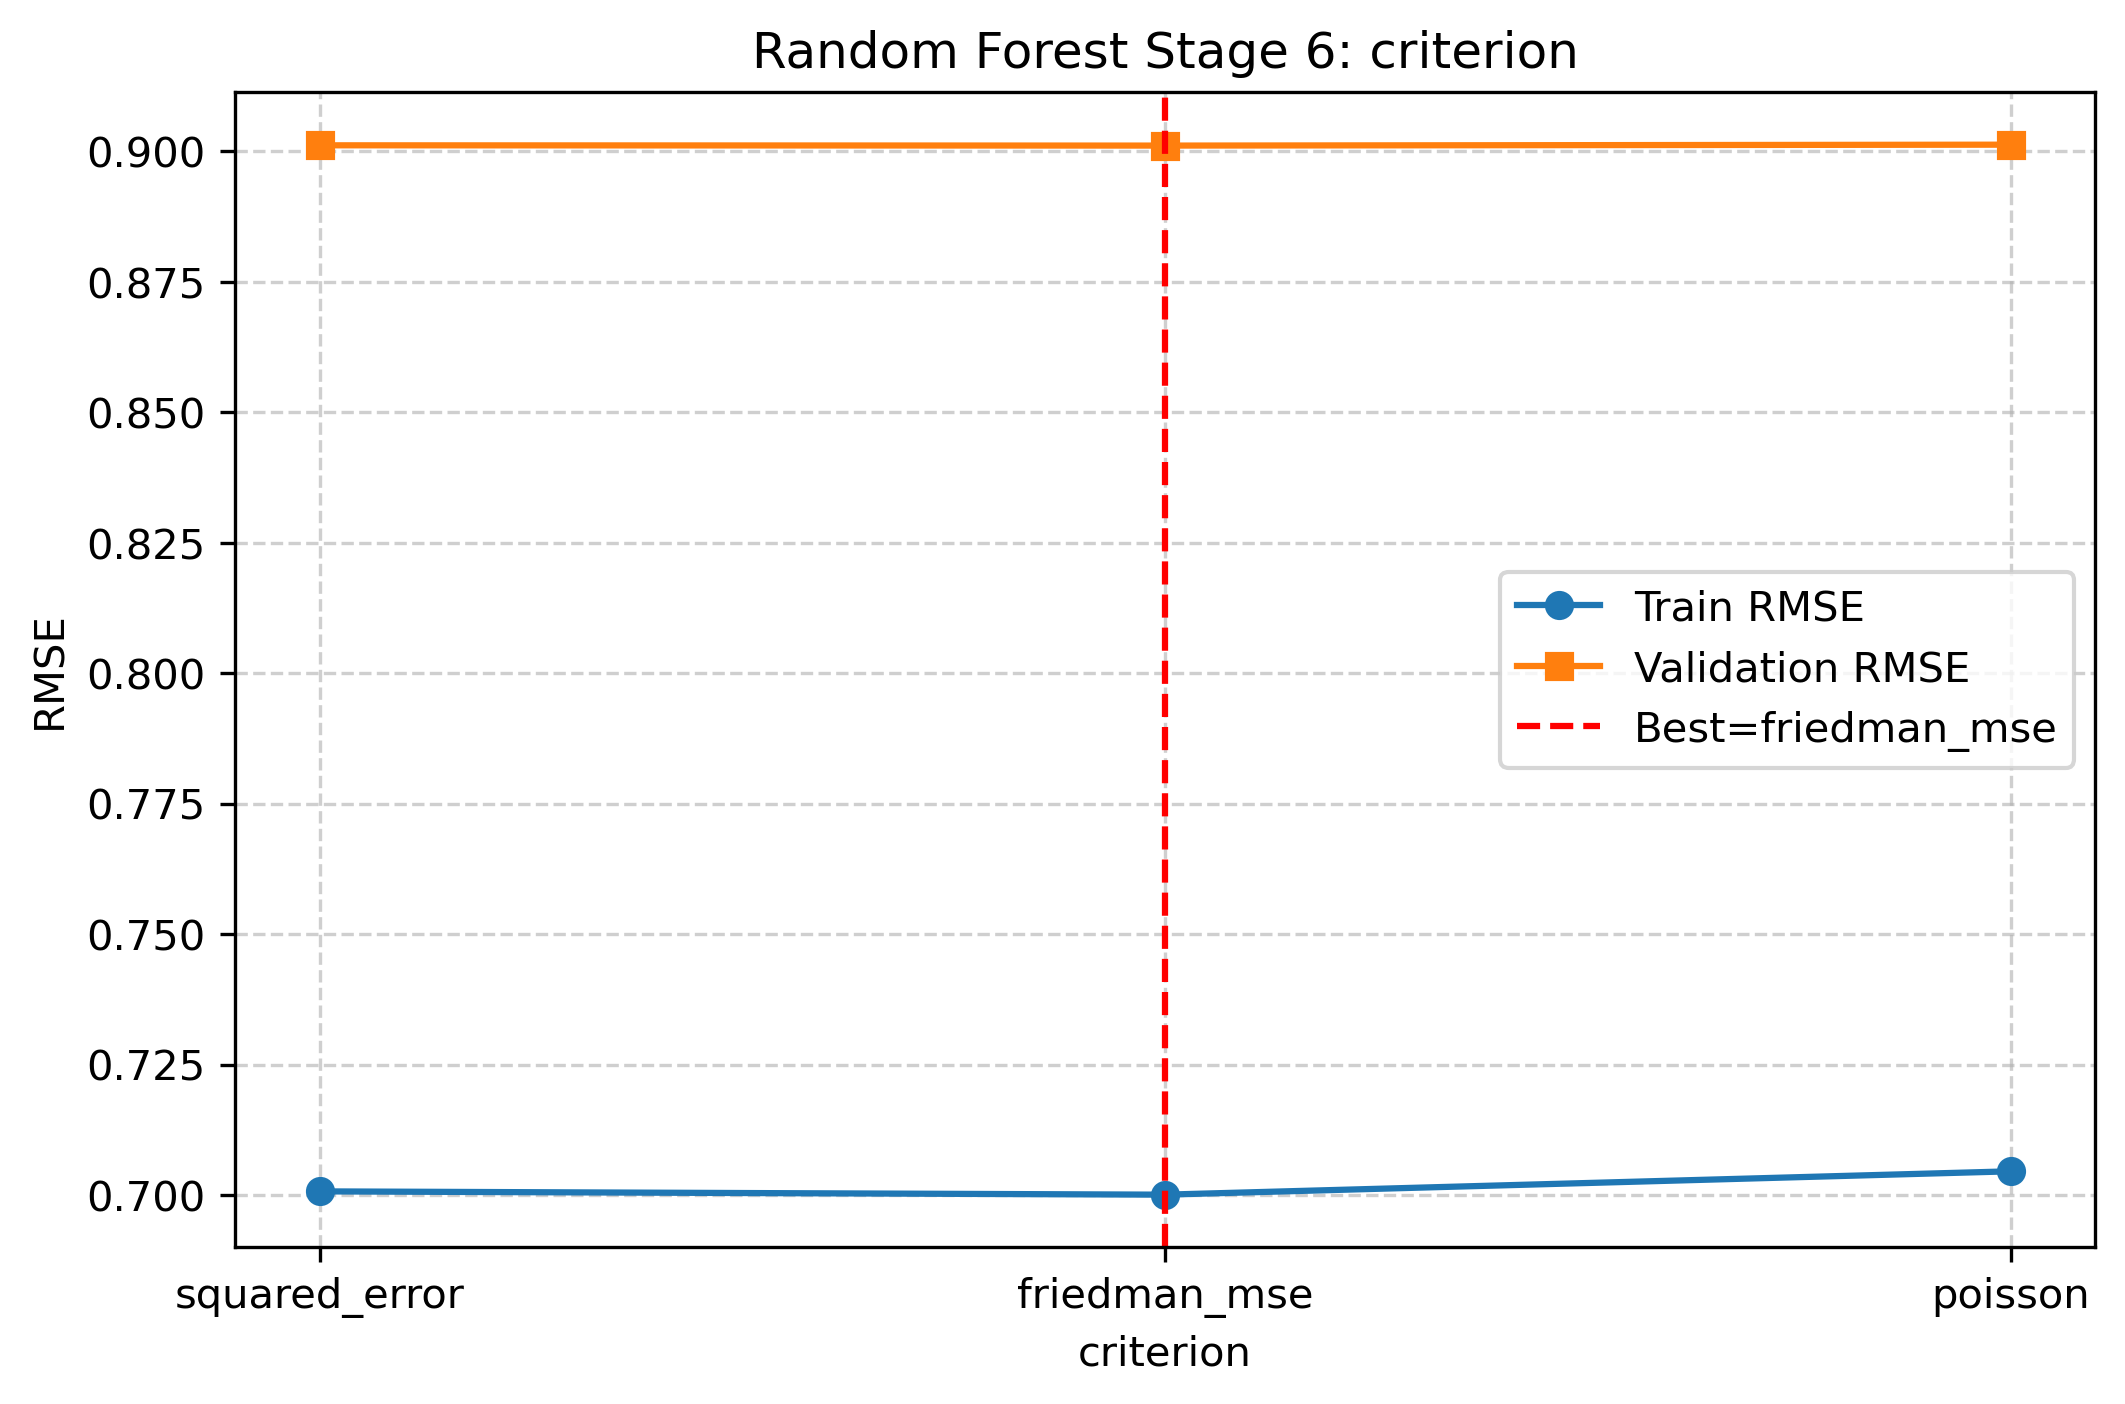 Random Forest Stage 6: criterion
RMSE
0.900
0.875
0.850
0.825
0.800
0.775
0.750
0.725
0.700
Train RMSE
Validation RMSE
Best=friedman_mse
squared_error
friedman_mse
poisson
criterion